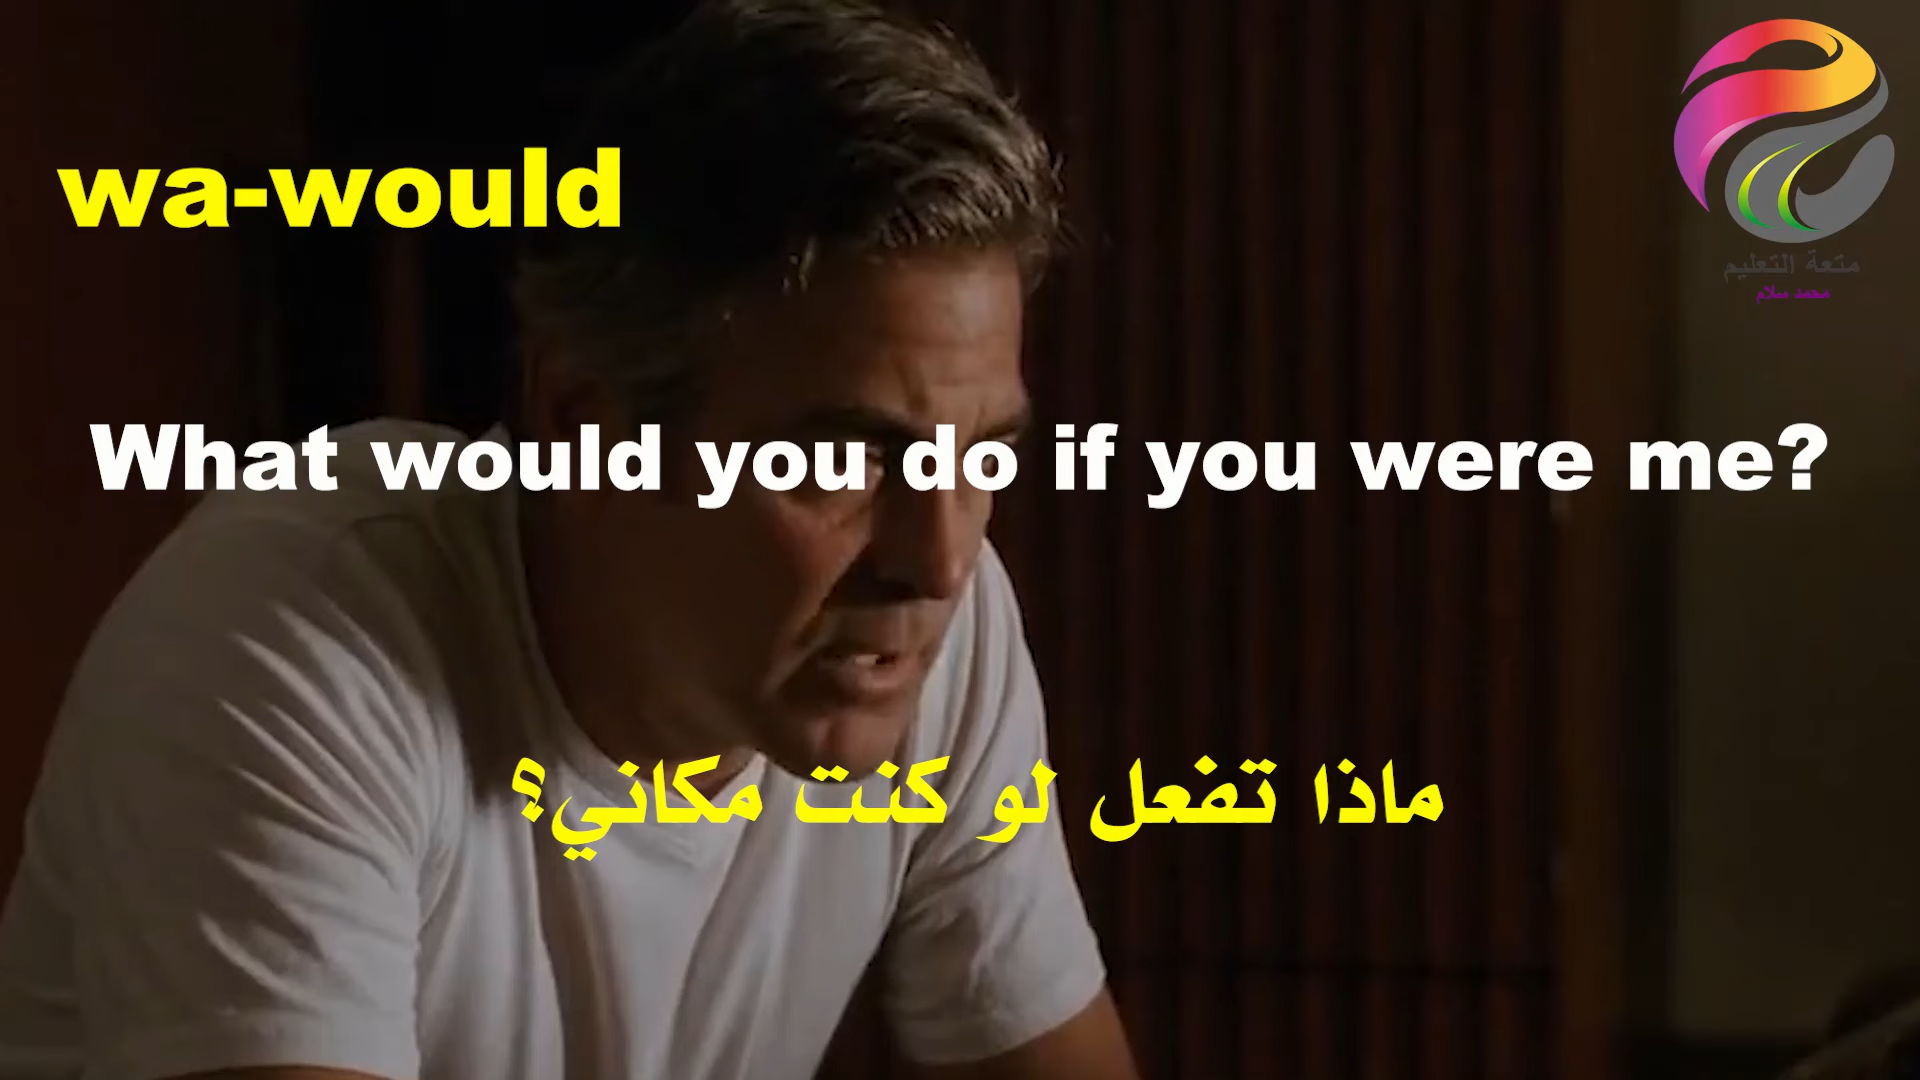 متعة التعليم
محمد سلام
wa-would
What would you do if you were me?
ماذا تفعل لو كنت مكاني؟